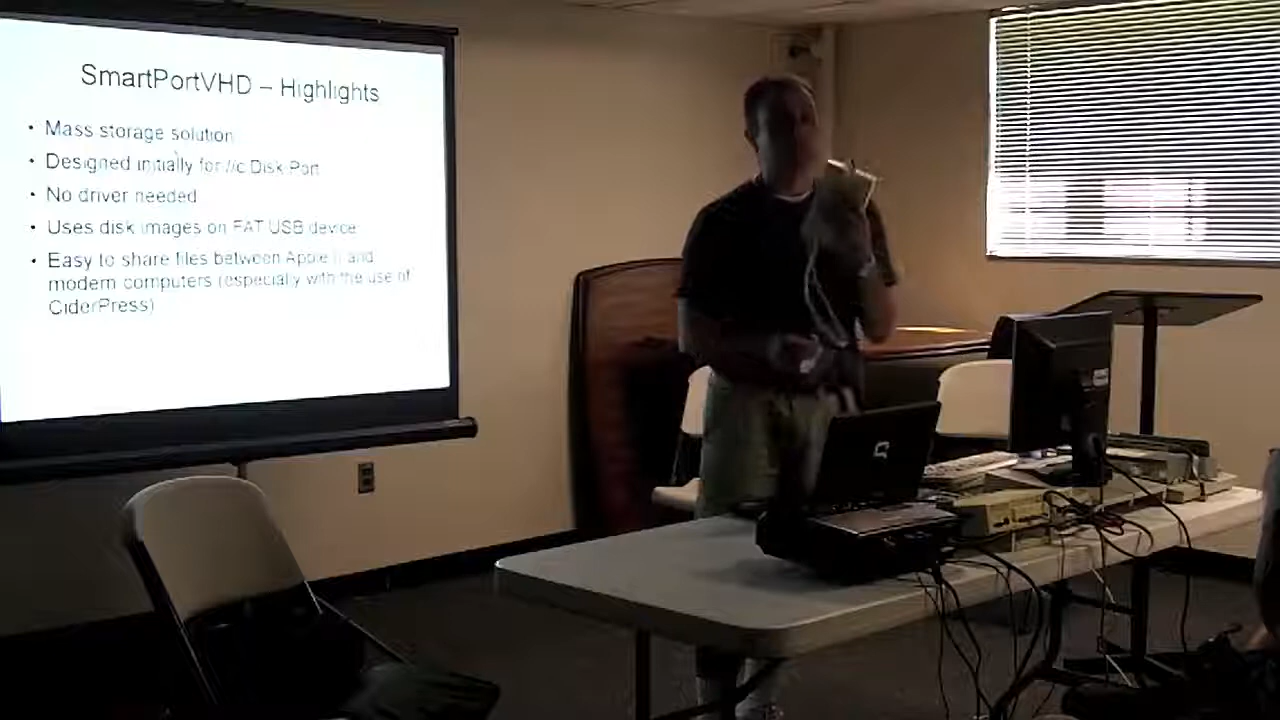 SmartPortVHD – Highlights
• Mass storage solution
• Designed initially for //c Disk Port
• No driver needed
• Uses disk images on FAT USB device
• Easy to share files between Apple II and
modern computers (especially with the use of
CiderPress)